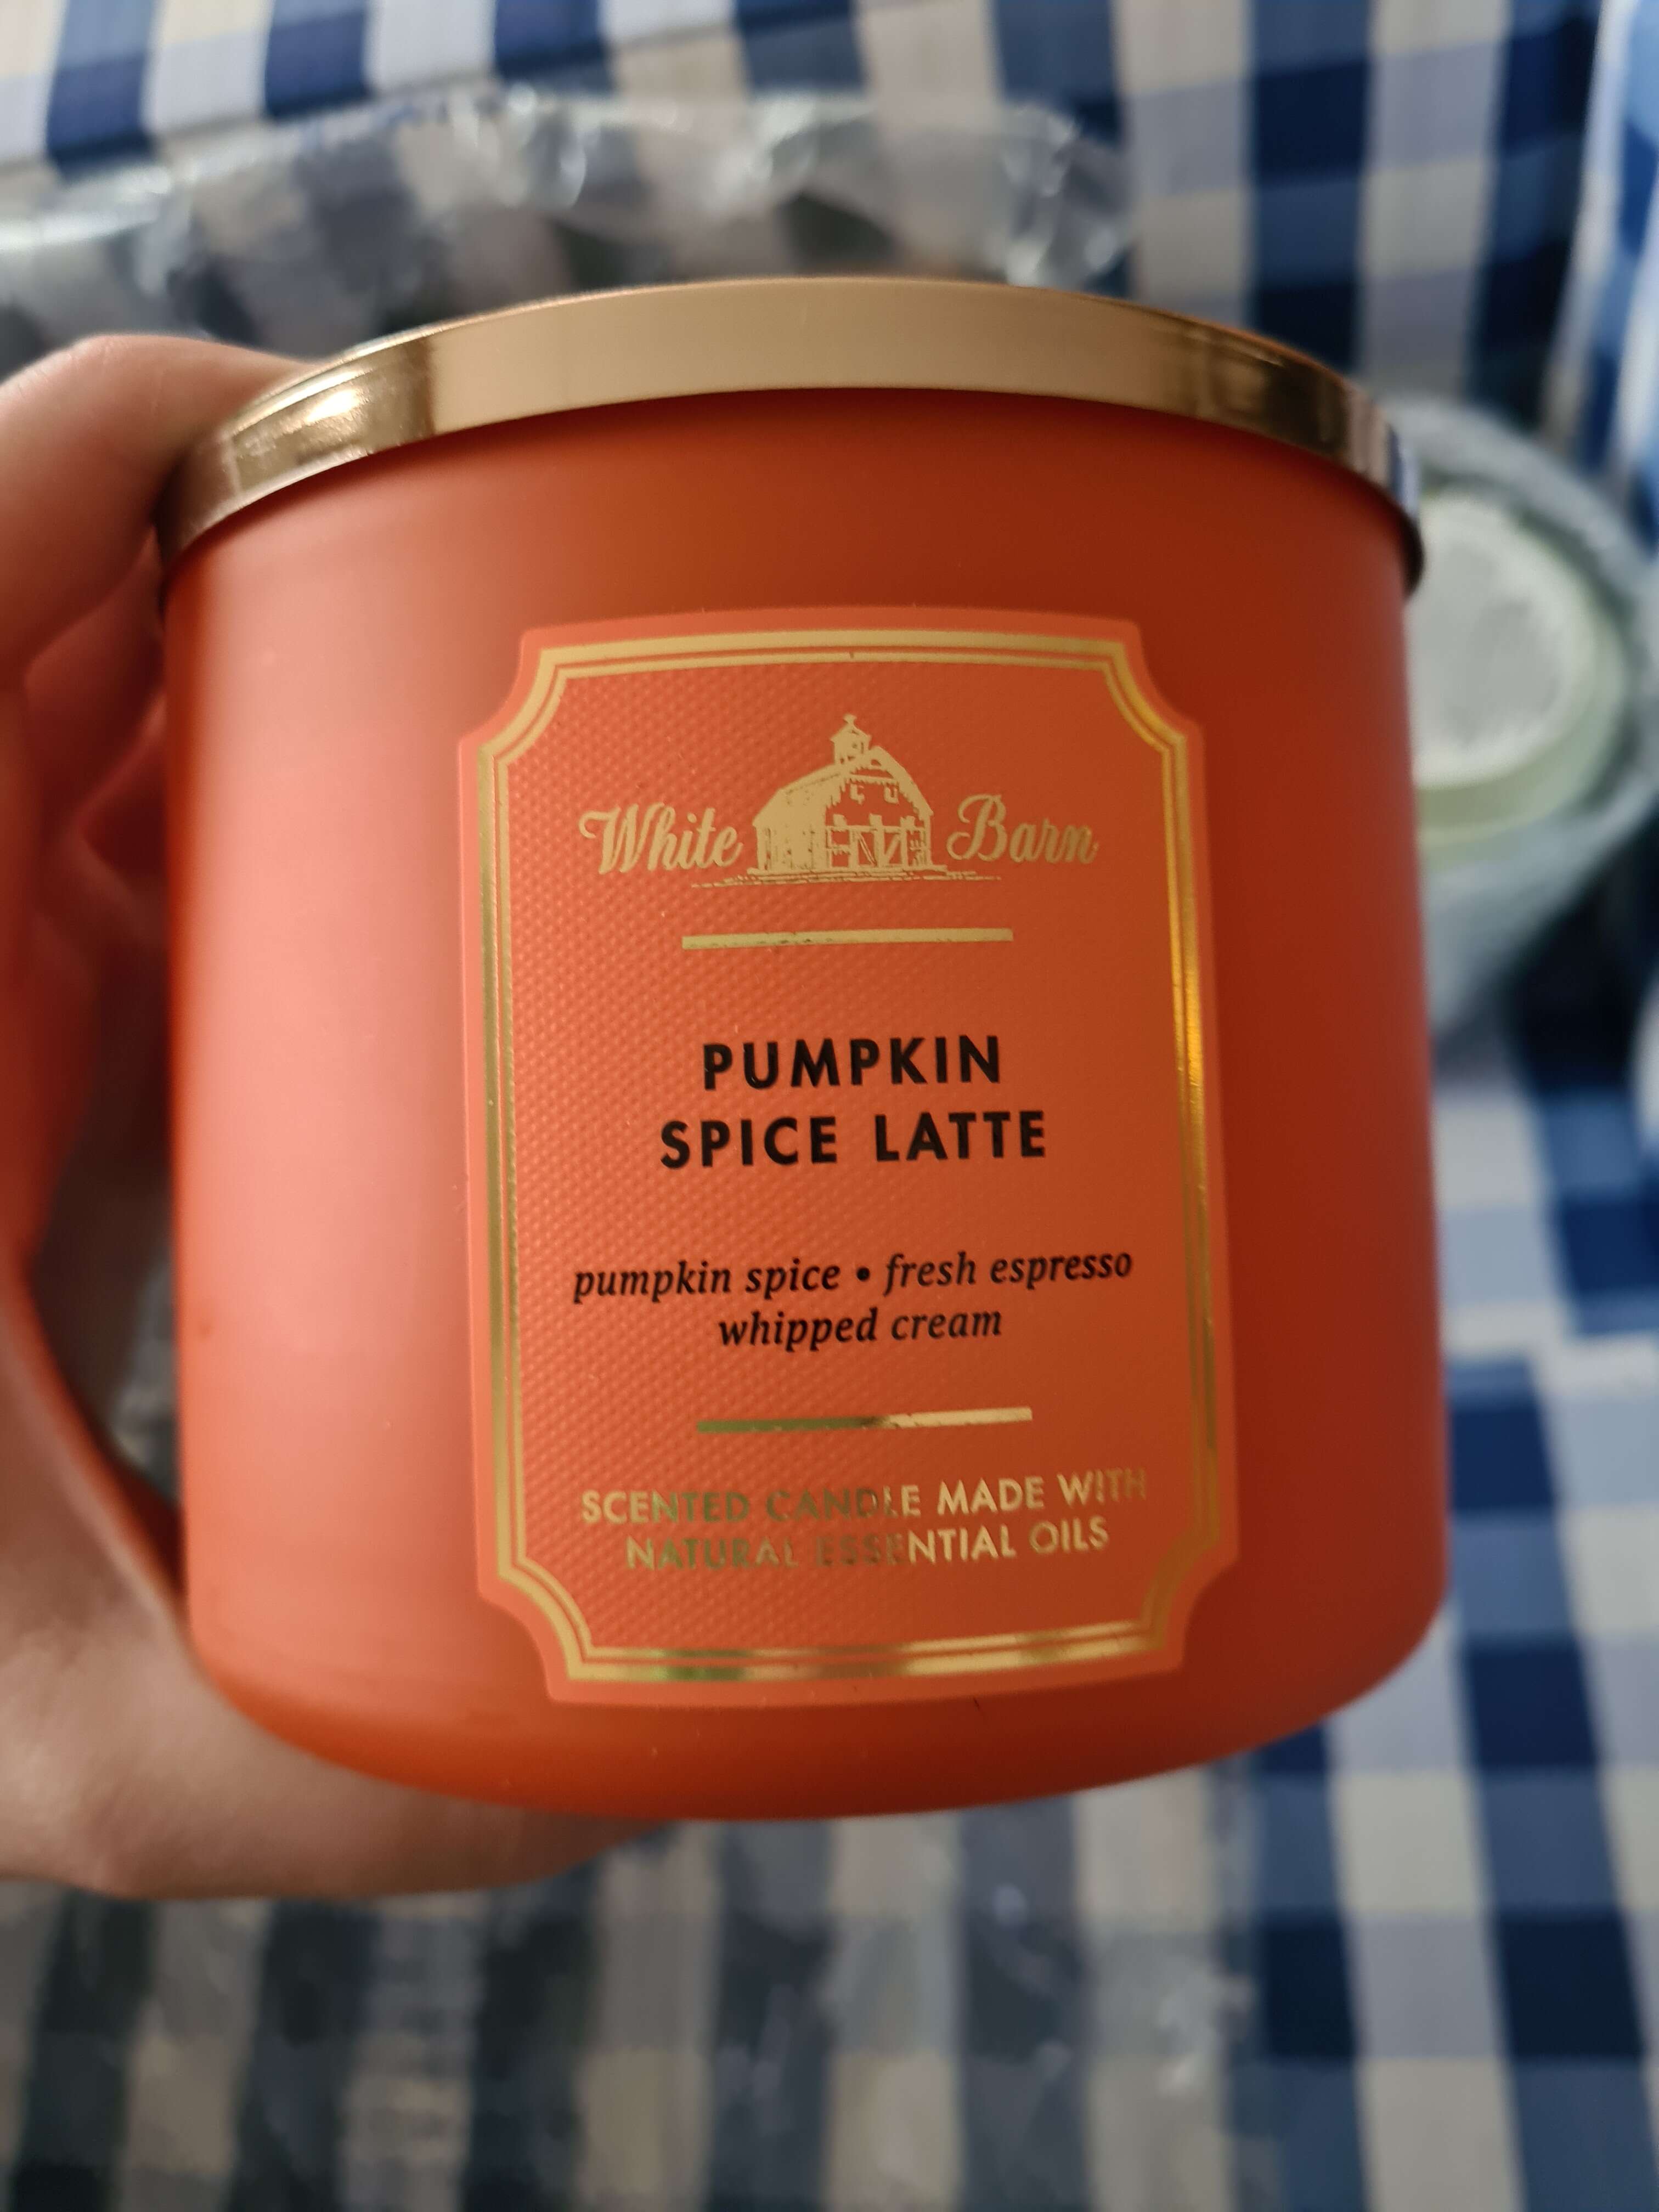 White Barn
PUMPKIN
SPICE LATTE
pumpkin spice • fresh espresso
whipped cream
SCENTED CANDLE MADE WITH
NATURAL ESSENTIAL OILS